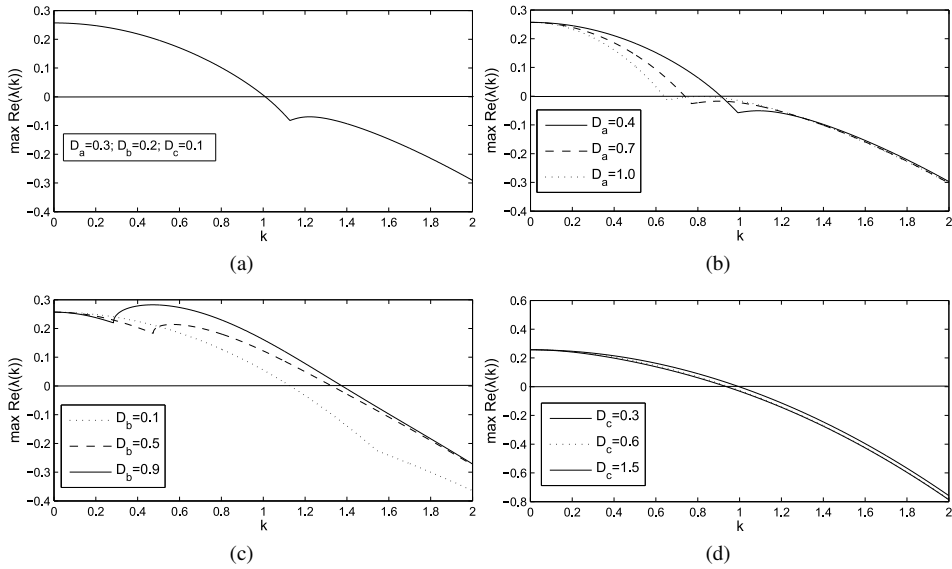 0.3
0.2
0.1
0
−0.1
−0.2
−0.3
−0.4
max Re(λ(k))
D_a=0.3; D_b=0.2; D_c=0.1
0 0.2 0.4 0.6 0.8 1 1.2 1.4 1.6 1.8 2
k
(a)
0.3
0.2
0.1
0
−0.1
−0.2
−0.3
−0.4
max Re(λ(k))
D_a=0.4
D_a=0.7
D_a=1.0
0 0.2 0.4 0.6 0.8 1 1.2 1.4 1.6 1.8 2
k
(b)
0.3
0.2
0.1
0
−0.1
−0.2
−0.3
−0.4
max Re(λ(k))
D_b=0.1
D_b=0.5
D_b=0.9
0 0.2 0.4 0.6 0.8 1 1.2 1.4 1.6 1.8 2
k
(c)
0.6
0.4
0.2
0
−0.2
−0.4
−0.6
−0.8
max Re(λ(k))
D_c=0.3
D_c=0.6
D_c=1.5
0 0.2 0.4 0.6 0.8 1 1.2 1.4 1.6 1.8 2
k
(d)